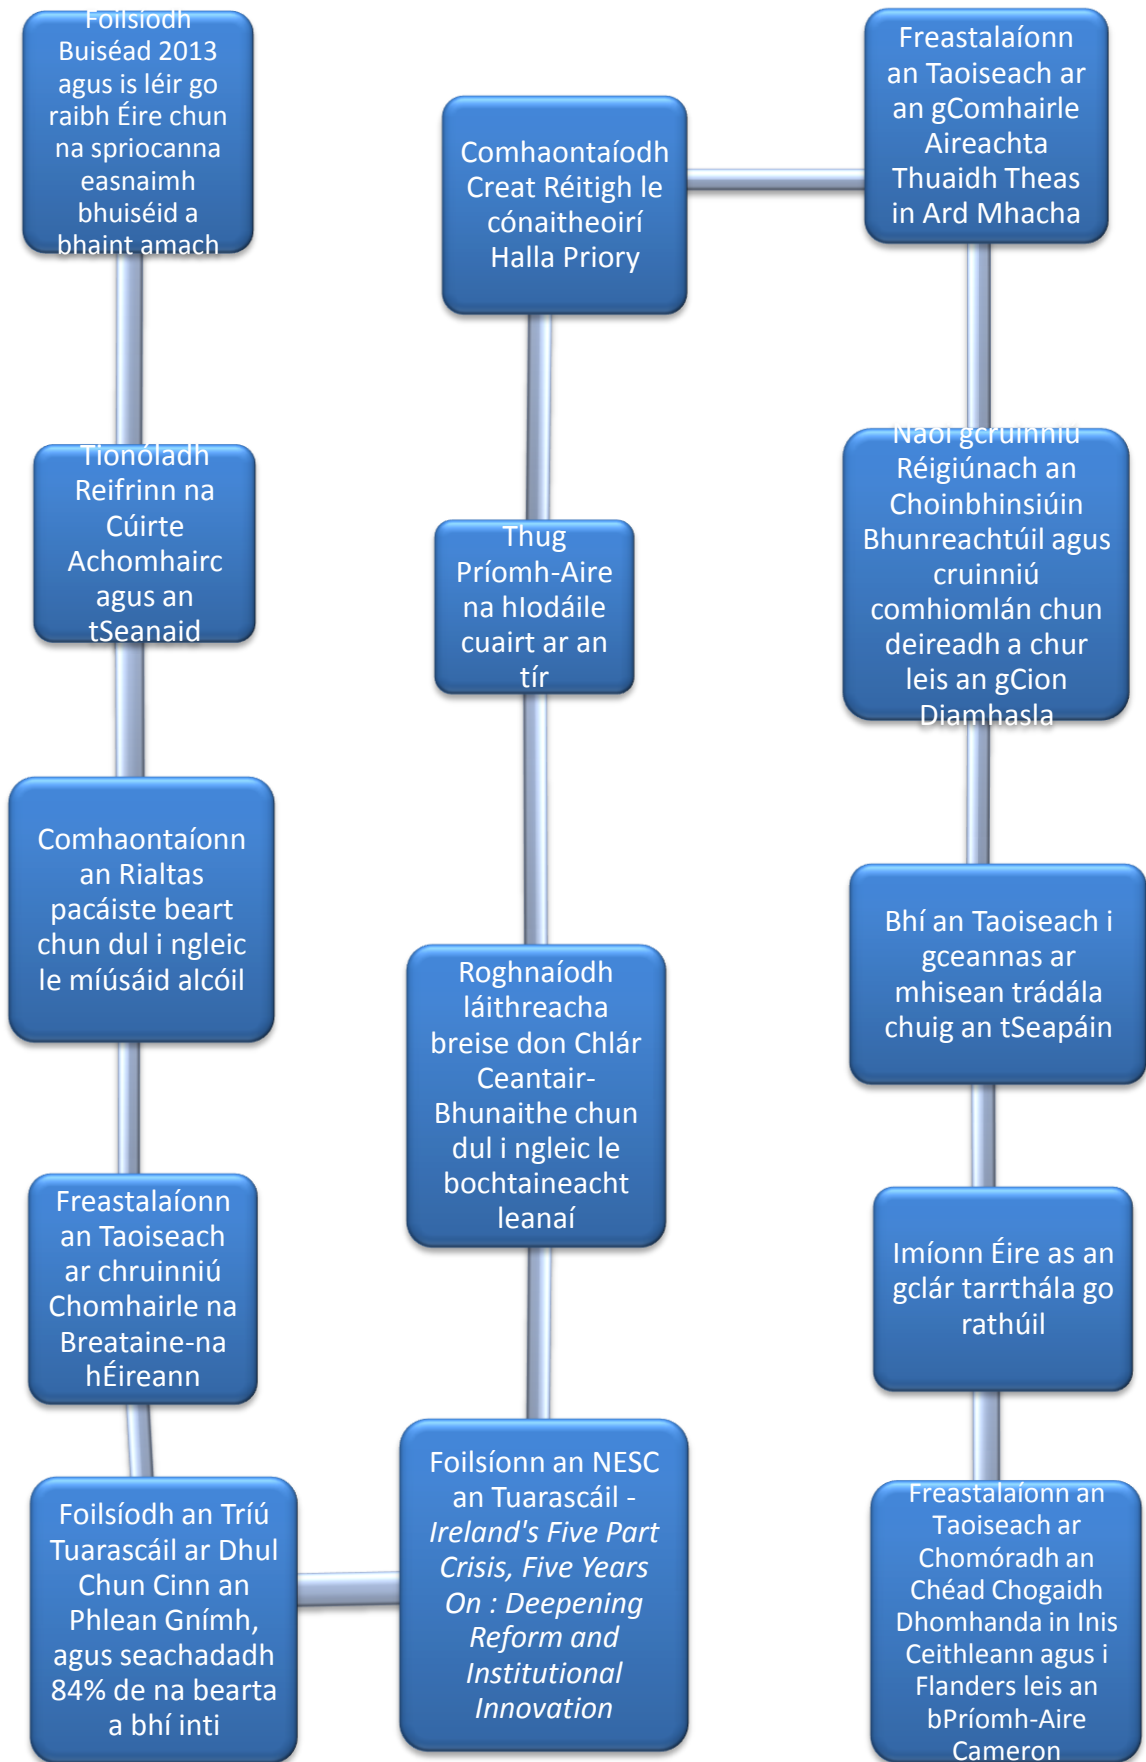 Foilsíodh
Buiséad 2013
agus is léir go
raibh Éire chun
na spriocanna
easnaimh
bhuiséid a
bhaint amach
Tionóladh
Reifrinn na
Cúirte
Achomhairc
agus an
tSeanaid
Comhaontaíonn
an Rialtas
pacáiste beart
chun dul i ngleic
le míúsáid alcóil
Freastalaíonn
an Taoiseach
ar chruinniú
Chomhairle na
Breataine-na
hÉireann
Foilsíodh an Tríú
Tuarascáil ar Dhul
Chun Cinn an
Phlean Gnímh,
agus seachadadh
84% de na bearta
a bhí inti
Foilsíonn an NESC
an Tuarascáil -
Ireland's Five Part
Crisis, Five Years
On : Deepening
Reform and
Institutional
Innovation
Roghnaíodh
láithreacha
breise don Chlár
Ceantair-
Bhunaithe chun
dul i ngleic le
bochtaineacht
leanaí
Thug
Príomh-Aire
na hIodáile
cuairt ar an
tír
Comhaontaíodh
Creat Réitigh le
cónaitheoirí
Halla Priory
Freastalaíonn
an Taoiseach ar
an gComhairle
Aireachta
Thuaidh Theas
in Ard Mhacha
Naoi gcruinniú
Réigiúnach an
Choinbhinsiúin
Bhunreachtúil agus
cruinniú
comhiomlán chun
deireadh a chur
leis an gCion
Diamhasla
Bhí an Taoiseach i
gceannas ar
mhisean trádála
chuig an tSeapáin
Imíonn Éire as an
gclár tarrthála go
rathúil
Freastalaíonn an
Taoiseach ar
Chomóradh an
Chéad Chogaidh
Dhomhanda in Inis
Ceithleann agus i
Flanders leis an
bPríomh-Aire
Cameron